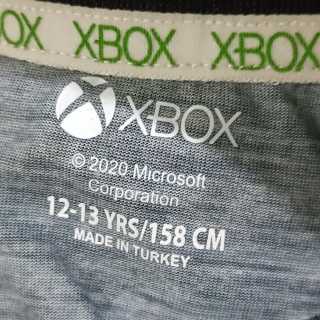 XBOX XBOX XBOX
XBOX
© 2020 Microsoft
Corporation
12-13 YRS/158 CM
MADE IN TURKEY